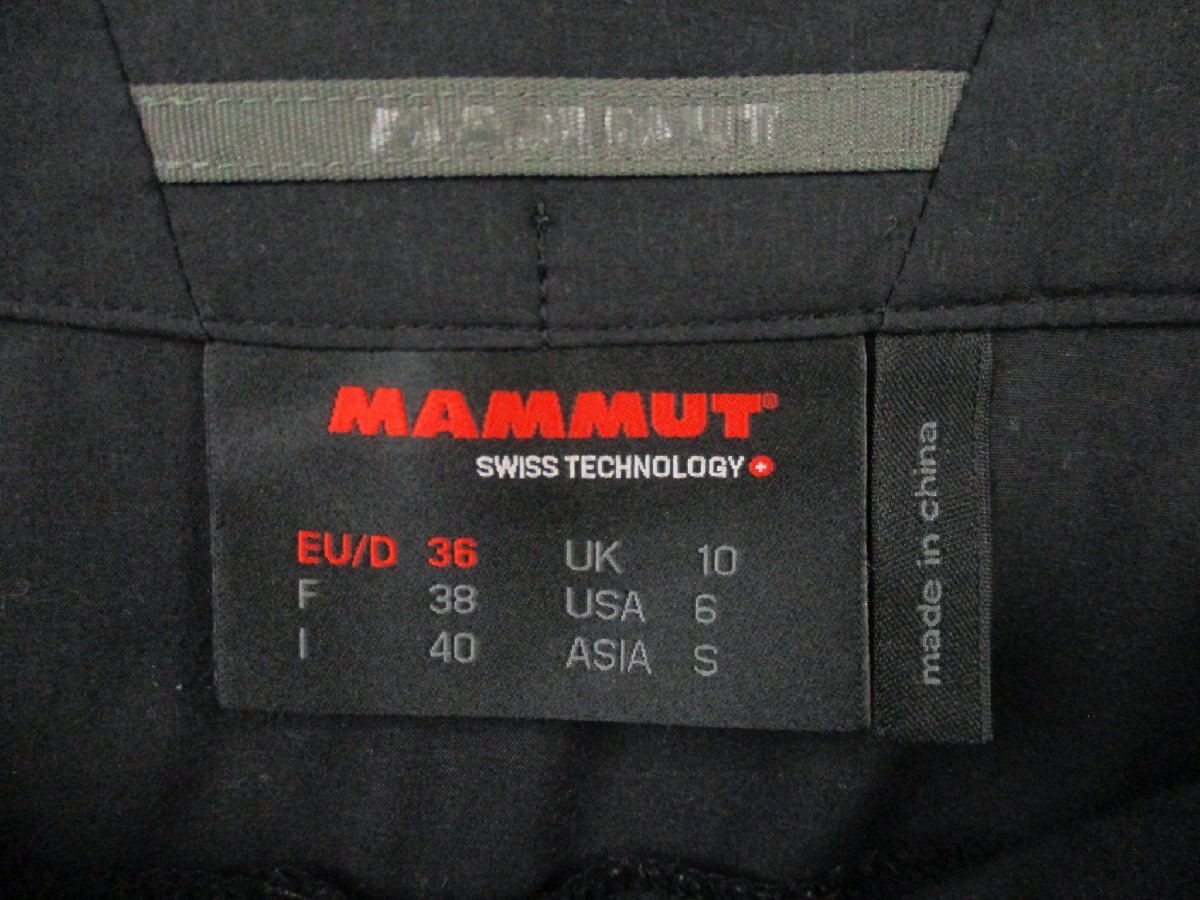 MAMMUT®
SWISS TECHNOLOGY
EU/D 36 UK 10
F 38 USA 6
I 40 ASIA S
made in china